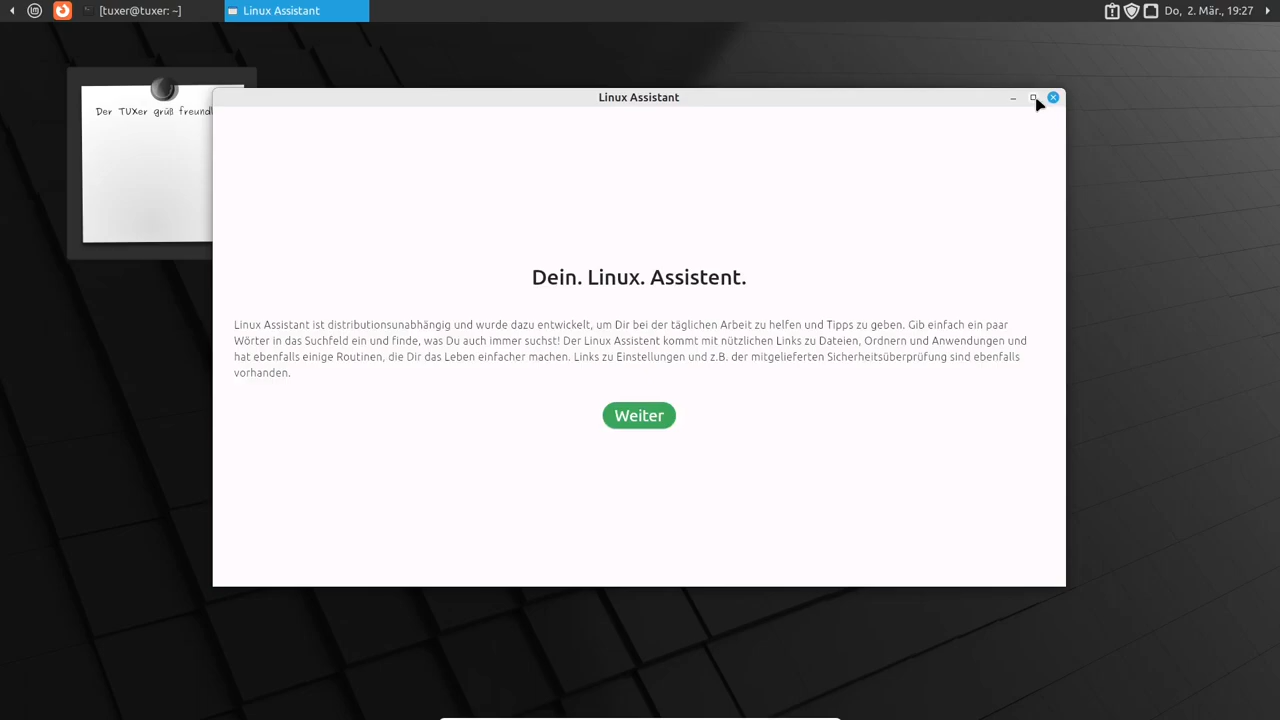 [tuxer@tuxer: ~]
Linux Assistant
Do, 2. Mär., 19:27
Linux Assistant
Der TUXer grüß freundl
Dein. Linux. Assistent.
Linux Assistant ist distributionsunabhängig und wurde dazu entwickelt, um Dir bei der täglichen Arbeit zu helfen und Tipps zu geben. Gib einfach ein paar
Wörter in das Suchfeld ein und finde, was Du auch immer suchst! Der Linux Assistent kommt mit nützlichen Links zu Dateien, Ordnern und Anwendungen und
hat ebenfalls einige Routinen, die Dir das Leben einfacher machen. Links zu Einstellungen und z.B. der mitgelieferten Sicherheitsüberprüfung sind ebenfalls
vorhanden.
Weiter